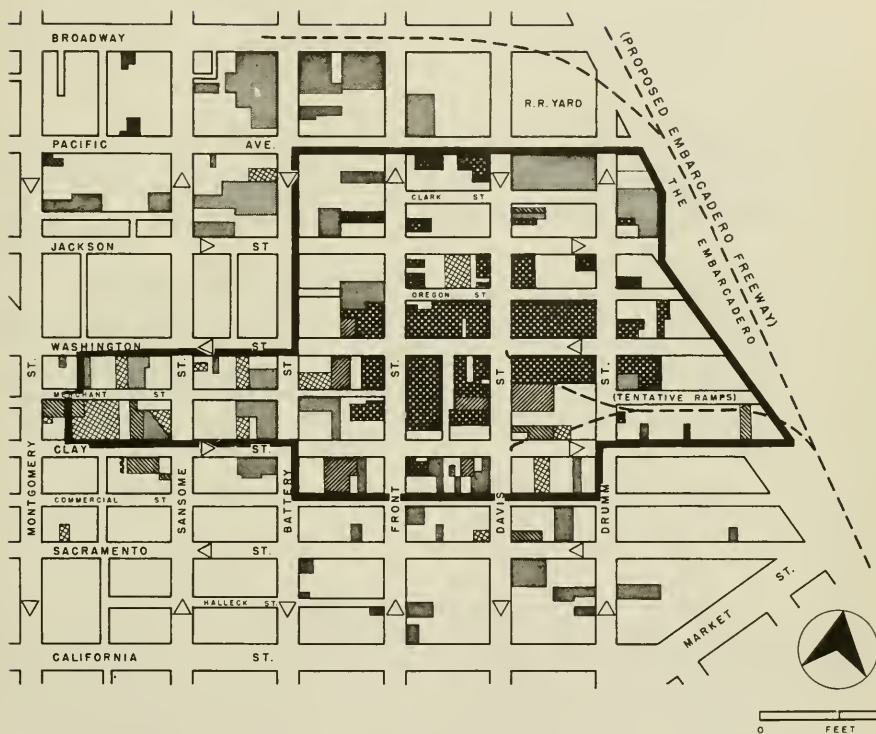 BROADWAY
(PROPOSED EMBARCADERO FREEWAY)
THE EMBARCADERO
R.R. YARD
PACIFIC AVE.
CLARK ST
JACKSON ST
OREGON ST
WASHINGTON ST
MERCHANT ST
(TENTATIVE RAMPS)
CLAY ST.
COMMERCIAL ST
MONTGOMERY ST.
SANSOME ST.
BATTERY ST.
FRONT ST.
DAVIS ST.
DRUMM ST.
SACRAMENTO ST.
HALLECK ST.
MARKET ST.
CALIFORNIA ST.
0 FEET